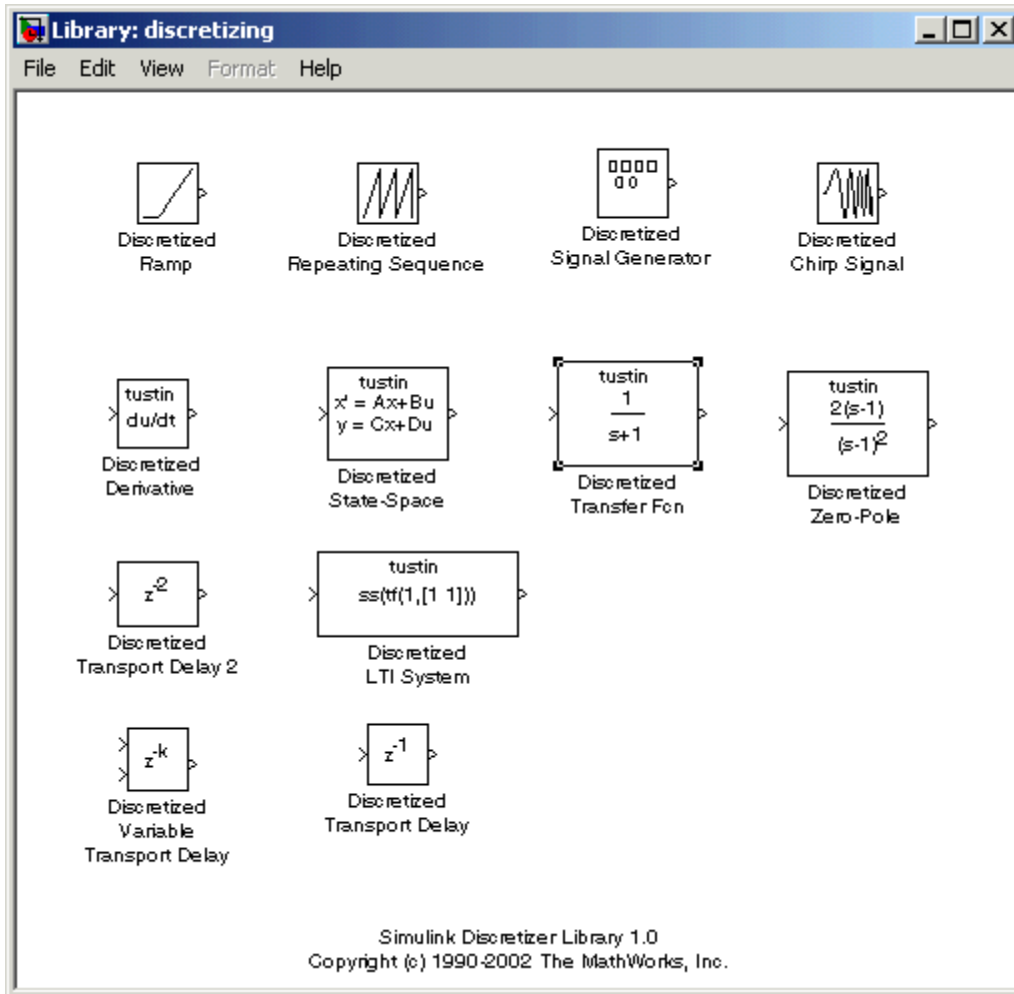 Library: discretizing
File Edit View Format Help
Discretized
Ramp
Discretized
Repeating Sequence
Discretized
Signal Generator
Discretized
Chirp Signal
tustin
du/dt
Discretized
Derivative
tustin
x' = Ax+Bu
y = Cx+Du
Discretized
State-Space
tustin
1
s+1
Discretized
Transfer Fcn
tustin
2(s-1)
(s-1)^2
Discretized
Zero-Pole
z^-2
Discretized
Transport Delay 2
tustin
ss(tf(1,[1 1]))
Discretized
LTI System
z^-k
Discretized
Variable
Transport Delay
z^-1
Discretized
Transport Delay
Simulink Discretizer Library 1.0
Copyright (c) 1990-2002 The MathWorks, Inc.